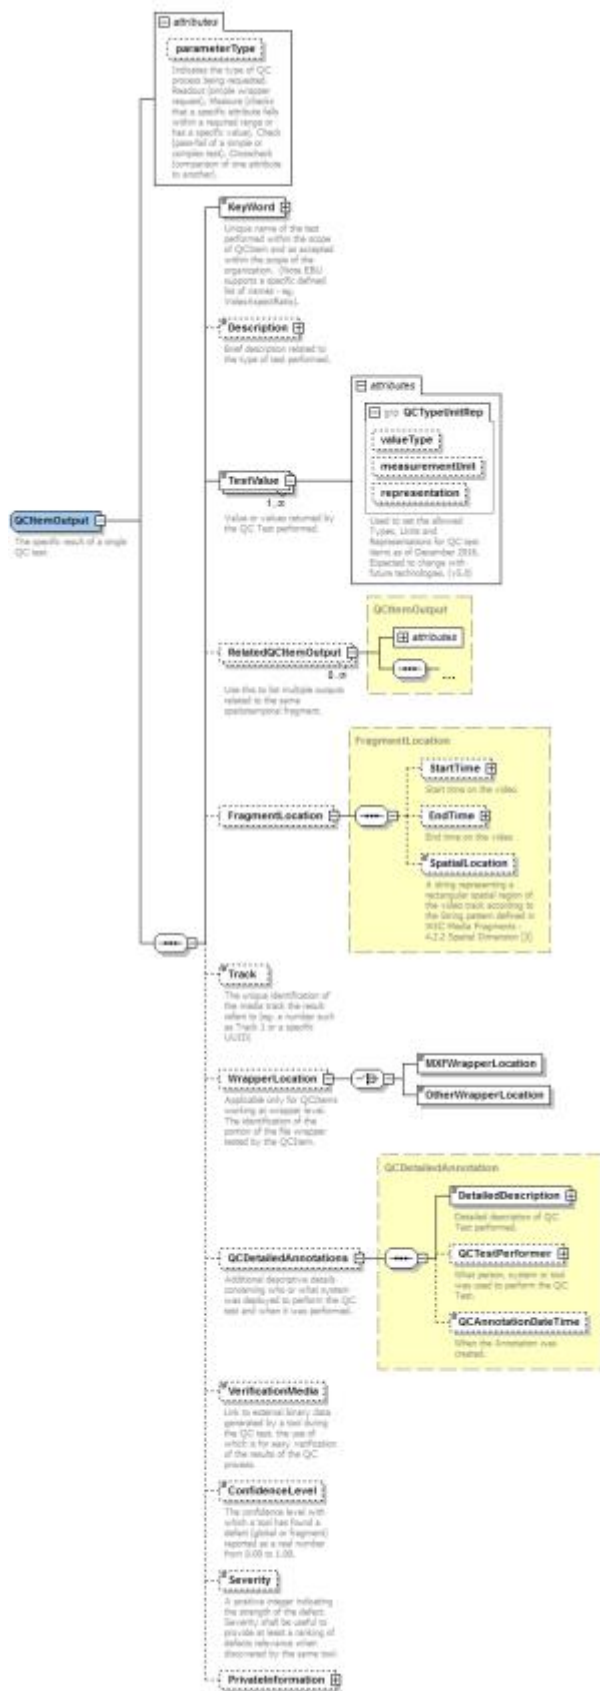 attributes
parameterType
Indicates the type of QC
process being requested.
Readout (simple wrapper
request), Measure (checks
that a specific attribute falls
within a required range or
has a specific value), Check
(pass-fail of a simple or
complex test), Crosscheck
(comparison of one attribute
to another).
KeyWord
Unique name of the test
performed within the scope
of QCItem and as accepted
within the scope of the
organisation. (Note EBU
supports a specific defined
list of names - eg.
VideoAspectRatio).
Description
Brief description related to
the type of test performed.
attributes
grp QCTypeUnitRep
valueType
measurementUnit
representation
Used to set the allowed
Types, Units and
Representations for QC test
items as of December 2016.
Expected to change with
future technologies. (v5.0)
TestValue
1..∞
Value or values returned by
the QC Test performed.
QCItemOutput
The specific result of a single
QC test
QCItemOutput
attributes
RelatedQCItemOutput
0..∞
Use this to list multiple outputs
related to the same
spatiotemporal fragment.
FragmentLocation
StartTime
Start time on the video
FragmentLocation
EndTime
End time on the video
SpatialLocation
A string representing a
rectangular spatial region of
the video track according to
the String pattern defined in
W3C Media Fragments -
4.2.2 Spatial Dimension [3]
Track
The unique identification of
the media track the result
refers to (eg. a number such
as Track 1 or a specific
UUID)
WrapperLocation
Applicable only for QCItems
working at wrapper level.
The identification of the
portion of the file wrapper
tested by the QCItem.
MXFWrapperLocation
OtherWrapperLocation
QCDetailedAnnotation
DetailedDescription
Detailed description of QC
Test performed.
QCDetailedAnnotations
Additional descriptive details
concerning who or what system
was deployed to perform the QC
test and when it was performed.
QCTestPerformer
What person, system or tool
was used to perform the QC
Test.
QCAnnotationDateTime
When the Annotation was
created.
VerificationMedia
Link to external binary data
generated by a tool during
the QC test, the use of
which is for easy verification
of the results of the QC
process.
ConfidenceLevel
The confidence level with
which a tool has found a
defect (global or fragment)
reported as a real number
from 0.00 to 1.00.
Severity
A positive integer indicating
the strength of the defect.
Severity shall be useful to
provide at least a ranking of
defects relevance when
discovered by the same tool
PrivateInformation